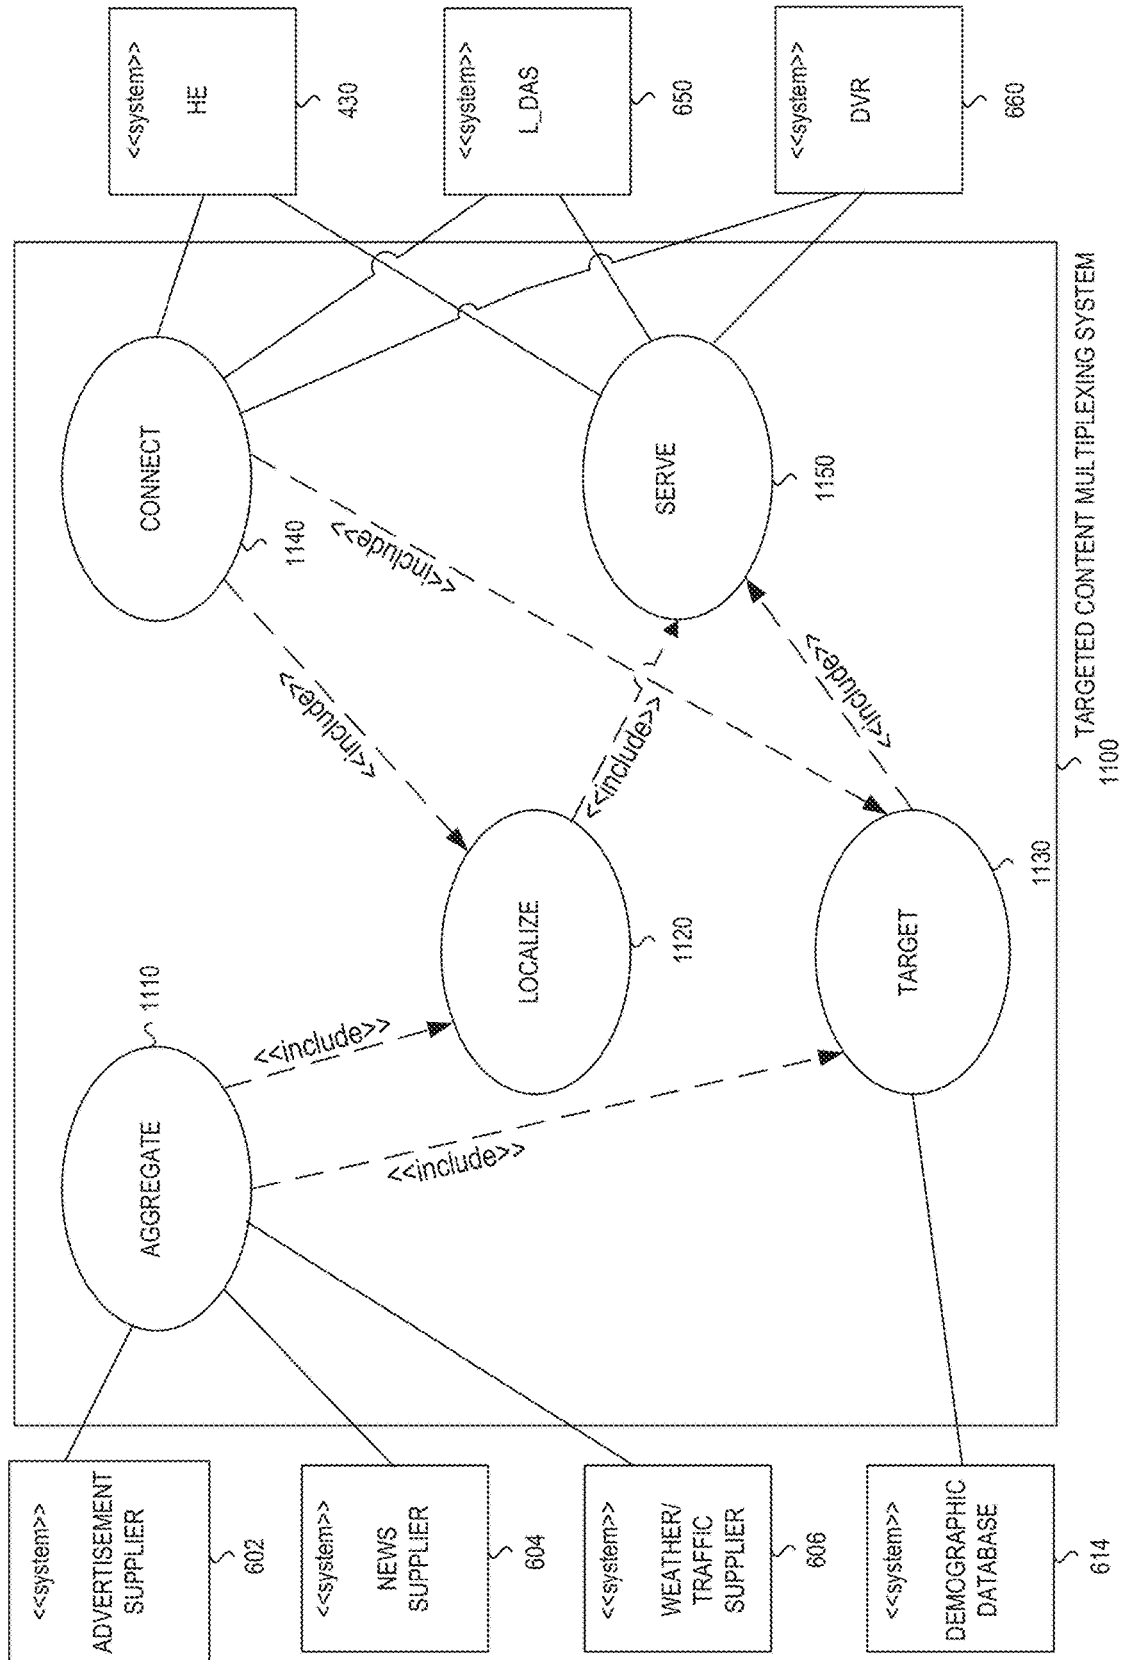 <<system>>
ADVERTISEMENT
SUPPLIER
602
<<system>>
NEWS
SUPPLIER
604
<<system>>
WEATHER/
TRAFFIC
SUPPLIER
606
<<system>>
DEMOGRAPHIC
DATABASE
614
AGGREGATE
1110
<<include>>
<<include>>
LOCALIZE
1120
TARGET
1130
<<include>>
<<include>>
<<include>>
<<include>>
CONNECT
1140
SERVE
1150
<<system>>
HE
430
<<system>>
L_DAS
650
<<system>>
DVR
660
TARGETED CONTENT MULTIPLEXING SYSTEM
1100